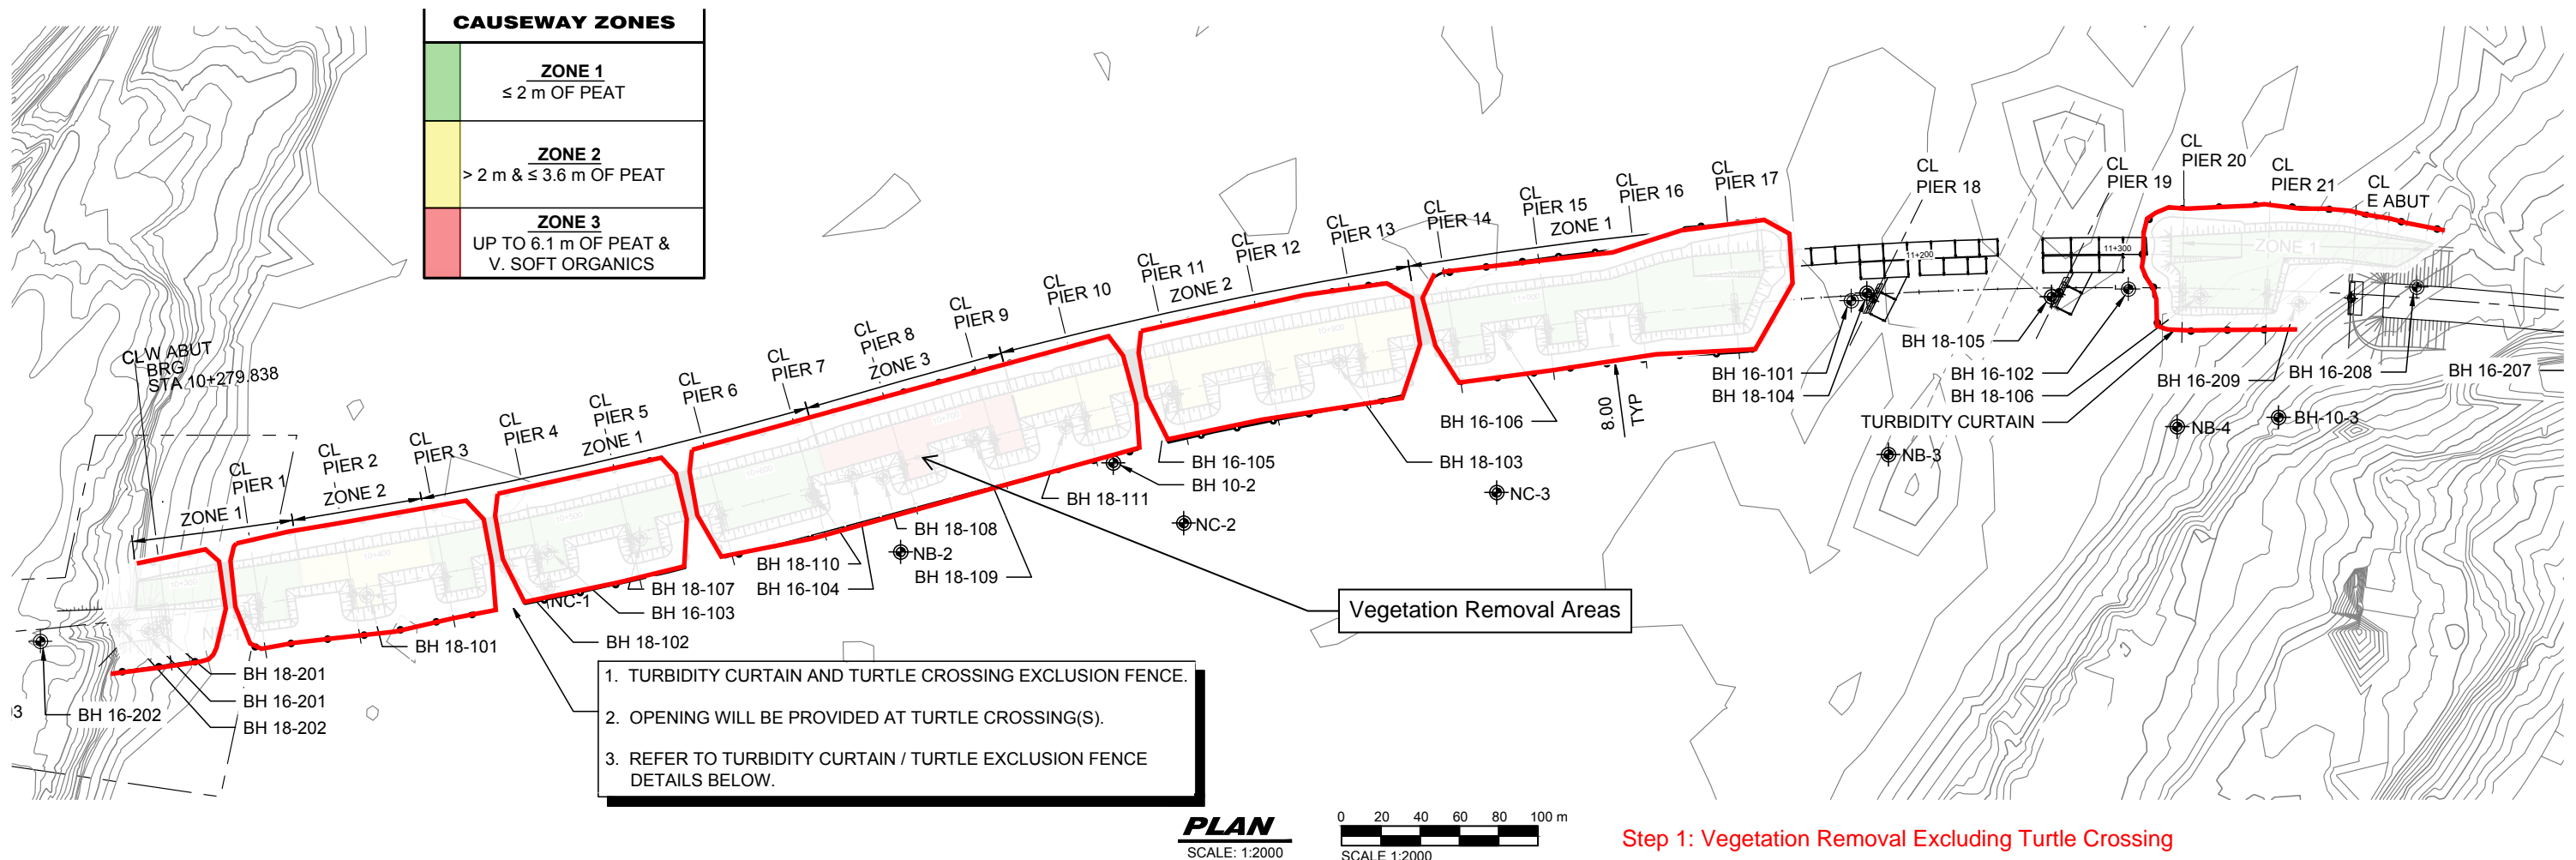 CAUSEWAY ZONES
ZONE 1
≤ 2 m OF PEAT
ZONE 2
> 2 m & ≤ 3.6 m OF PEAT
ZONE 3
UP TO 6.1 m OF PEAT &
V. SOFT ORGANICS
CL W ABUT
BRG
STA 10+279.838
CL
PIER 1
CL
PIER 2
CL
PIER 3
CL
PIER 4
CL
PIER 5
CL
PIER 6
CL
PIER 7
CL
PIER 8
CL
PIER 9
CL
PIER 10
CL
PIER 11
CL
PIER 12
CL
PIER 13
CL
PIER 14
CL
PIER 15
CL
PIER 16
CL
PIER 17
CL
PIER 18
CL
PIER 19
CL
PIER 20
CL
PIER 21
CL
E ABUT
ZONE 1
ZONE 2
ZONE 1
ZONE 3
ZONE 2
ZONE 1
ZONE 1
11+200
11+300
BH 16-202
BH 18-201
BH 16-201
BH 18-202
BH 18-101
NC-1
BH 18-102
BH 16-103
BH 18-107
BH 18-110
BH 16-104
BH 18-108
NB-2
BH 18-109
BH 18-111
BH 10-2
BH 16-105
NC-2
BH 18-103
NC-3
BH 16-106
8.00
TYP
BH 16-101
BH 18-104
BH 18-105
BH 16-102
BH 18-106
TURBIDITY CURTAIN
NB-3
NB-4
BH-10-3
BH 16-209
BH 16-208
BH 16-207
Vegetation Removal Areas
1. TURBIDITY CURTAIN AND TURTLE CROSSING EXCLUSION FENCE.
2. OPENING WILL BE PROVIDED AT TURTLE CROSSING(S).
3. REFER TO TURBIDITY CURTAIN / TURTLE EXCLUSION FENCE
DETAILS BELOW.
PLAN
SCALE: 1:2000
0 20 40 60 80 100 m
SCALE 1:2000
Step 1: Vegetation Removal Excluding Turtle Crossing